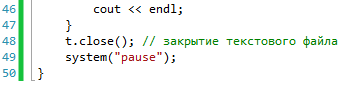 46 cout << endl;
47 }
48 t.close(); // закрытие текстового файла
49 system("pause");
50 }